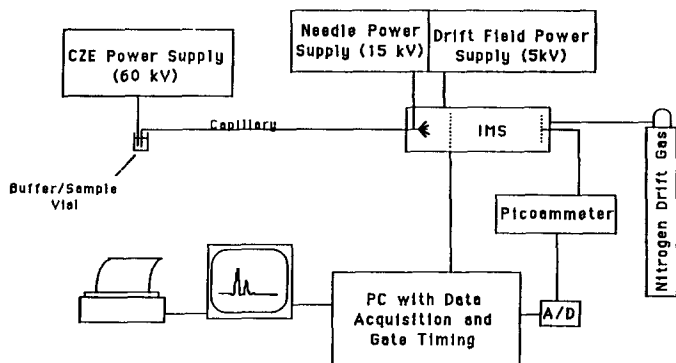 CZE Power Supply
(60 kV)
Needle Power
Supply (15 kV)
Drift Field Power
Supply (5kV)
Capillary
IMS
Buffer/Sample
Vial
Picoammeter
Nitrogen Drift Gas
PC with Data
Acquisition and
Gate Timing
A/D